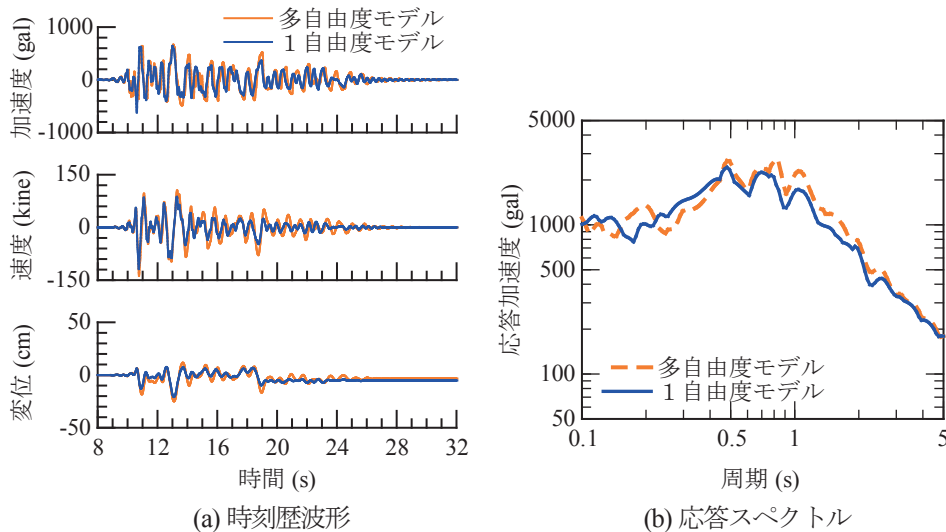 多自由度モデル
１自由度モデル
1000
0
-1000
加速度 (gal)
150
0
-150
速度 (kine)
50
0
-50
変位 (cm)
8 12 16 20 24 28 32
時間 (s)
(a) 時刻歴波形
5000
1000
500
100
50
応答加速度 (gal)
多自由度モデル
１自由度モデル
0.1 0.5 1 5
周期 (s)
(b) 応答スペクトル